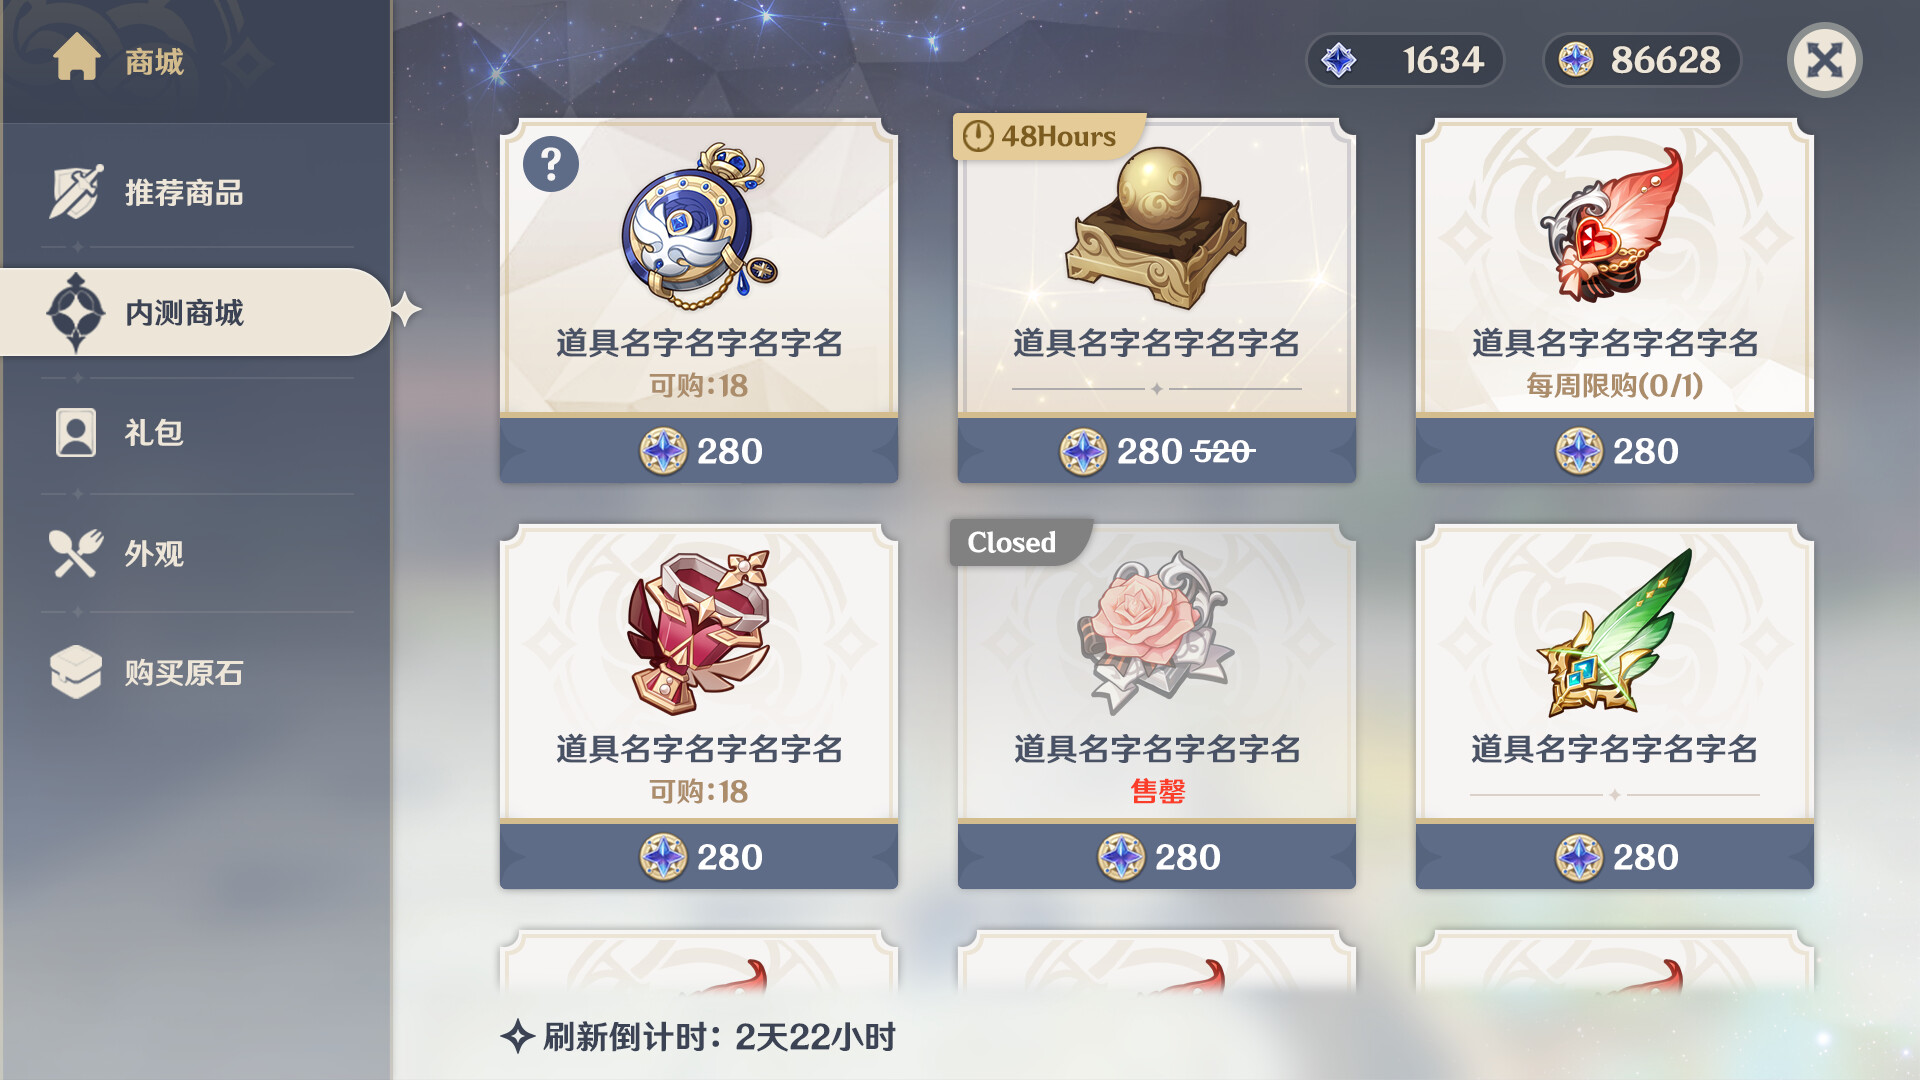 商城
1634
86628
推荐商品
内测商城
礼包
外观
购买原石
?
道具名字名字名字名
可购:18
280
48Hours
道具名字名字名字名
280 520
道具名字名字名字名
每周限购(0/1)
280
道具名字名字名字名
可购:18
280
Closed
道具名字名字名字名
售罄
280
道具名字名字名字名
280
刷新倒计时：2天22小时